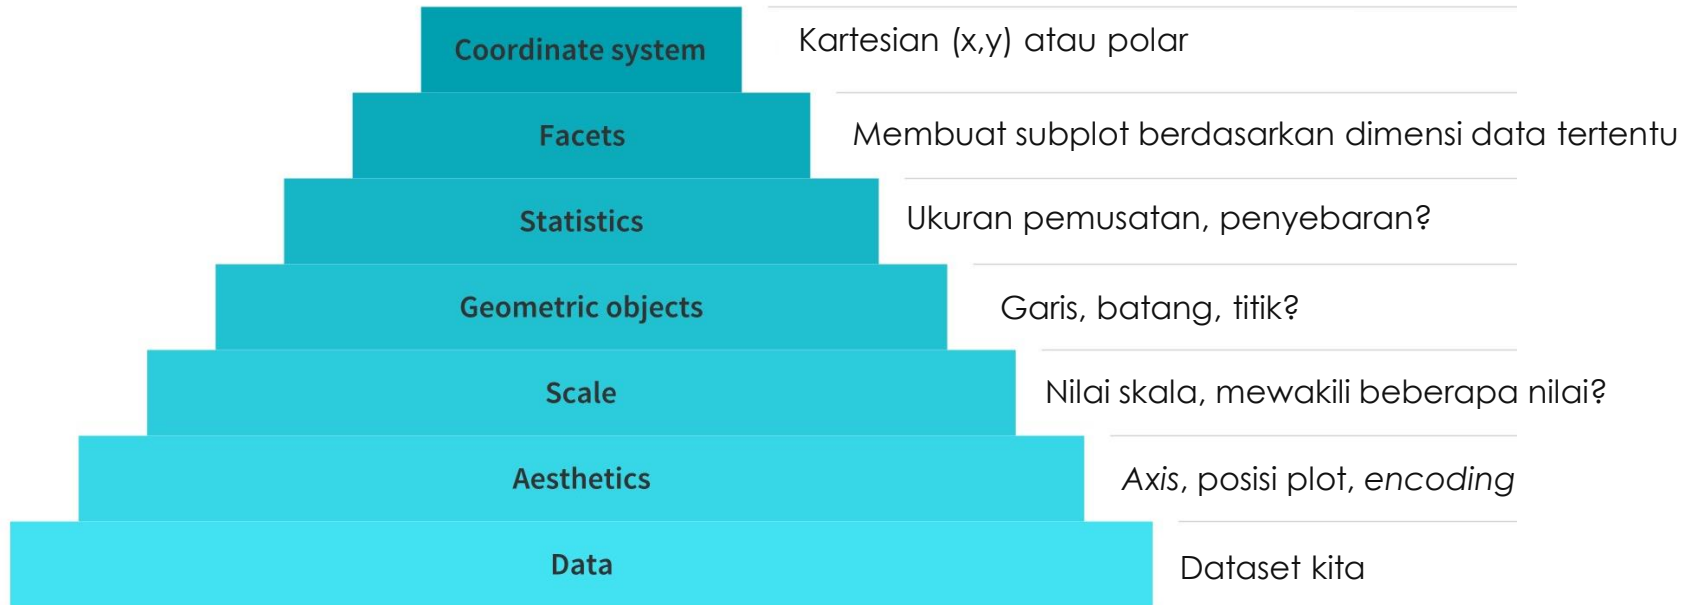 Coordinate system
Kartesian (x,y) atau polar
Facets
Membuat subplot berdasarkan dimensi data tertentu
Statistics
Ukuran pemusatan, penyebaran?
Geometric objects
Garis, batang, titik?
Scale
Nilai skala, mewakili beberapa nilai?
Aesthetics
Axis, posisi plot, encoding
Data
Dataset kita